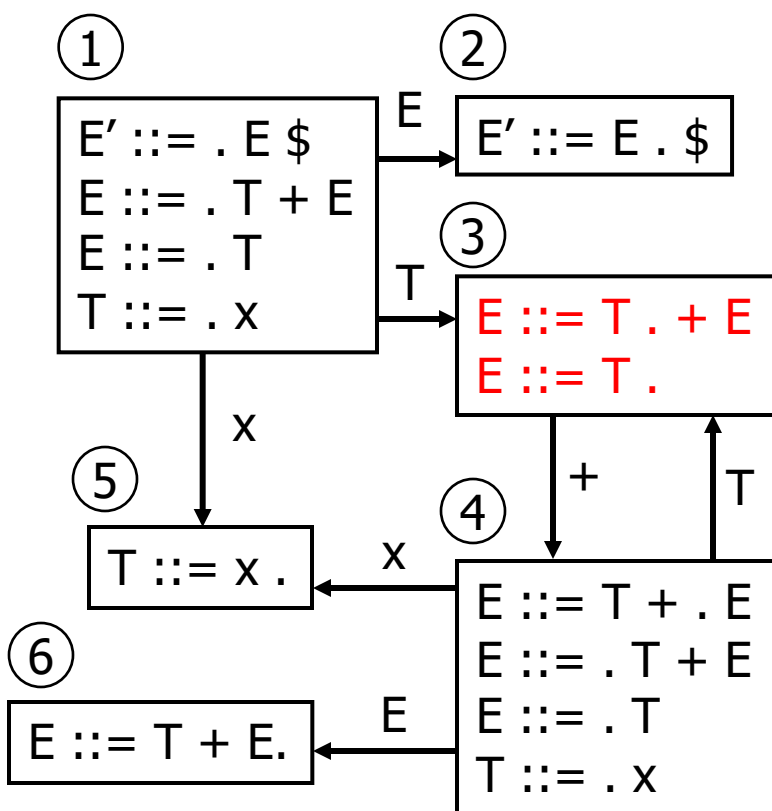 1
E′ ::= . E $
E ::= . T + E
E ::= . T
T ::= . x
E
2
E′ ::= E . $
T
3
E ::= T . + E
E ::= T .
x
+
T
5
T ::= x .
x
4
E ::= T + . E
E ::= . T + E
E ::= . T
T ::= . x
6
E ::= T + E.
E